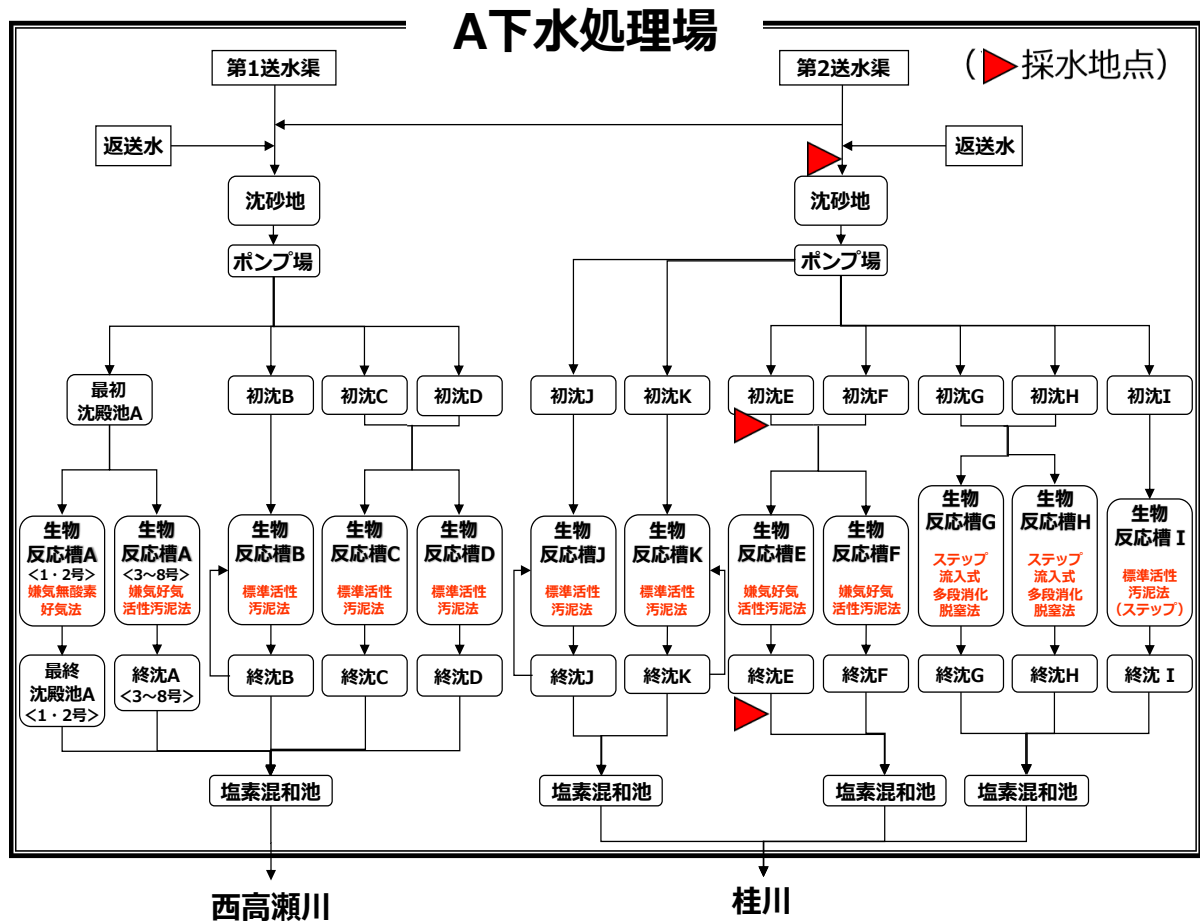 A下水処理場
(▶採水地点)
第1送水渠
第2送水渠
返送水
返送水
沈砂地
沈砂地
ポンプ場
ポンプ場
最初
沈殿池A
初沈B
初沈C
初沈D
初沈J
初沈K
初沈E
初沈F
初沈G
初沈H
初沈I
生物
反応槽A
<1・2号>
嫌気無酸素
好気法
生物
反応槽A
<3~8号>
嫌気好気
活性汚泥法
生物
反応槽B
標準活性
汚泥法
生物
反応槽C
標準活性
汚泥法
生物
反応槽D
標準活性
汚泥法
生物
反応槽J
標準活性
汚泥法
生物
反応槽K
標準活性
汚泥法
生物
反応槽E
嫌気好気
活性汚泥法
生物
反応槽F
嫌気好気
活性汚泥法
生物
反応槽G
ステップ
流入式
多段消化
脱窒法
生物
反応槽H
ステップ
流入式
多段消化
脱窒法
生物
反応槽I
標準活性
汚泥法
(ステップ)
最終
沈殿池A
<1・2号>
終沈A
<3~8号>
終沈B
終沈C
終沈D
終沈J
終沈K
終沈E
終沈F
終沈G
終沈H
終沈I
塩素混和池
塩素混和池
塩素混和池
塩素混和池
西高瀬川
桂川